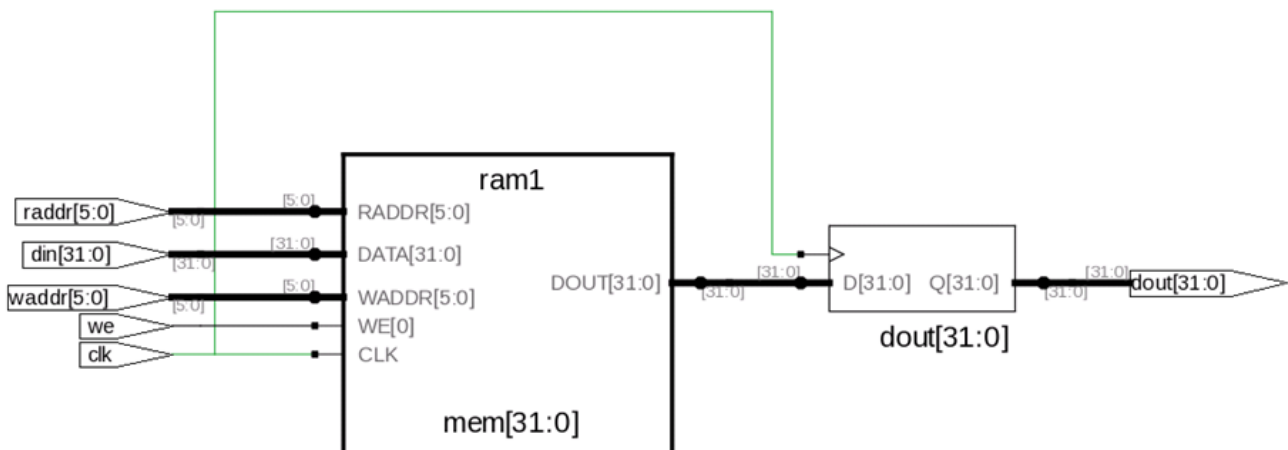 ram1
raddr[5:0]
[5:0]
[5:0]
RADDR[5:0]
din[31:0]
[31:0]
[31:0]
DATA[31:0]
waddr[5:0]
[5:0]
[5:0]
WADDR[5:0]
we
WE[0]
clk
CLK
DOUT[31:0]
[31:0]
[31:0]
D[31:0]
Q[31:0]
[31:0]
[31:0]
dout[31:0]
dout[31:0]
mem[31:0]